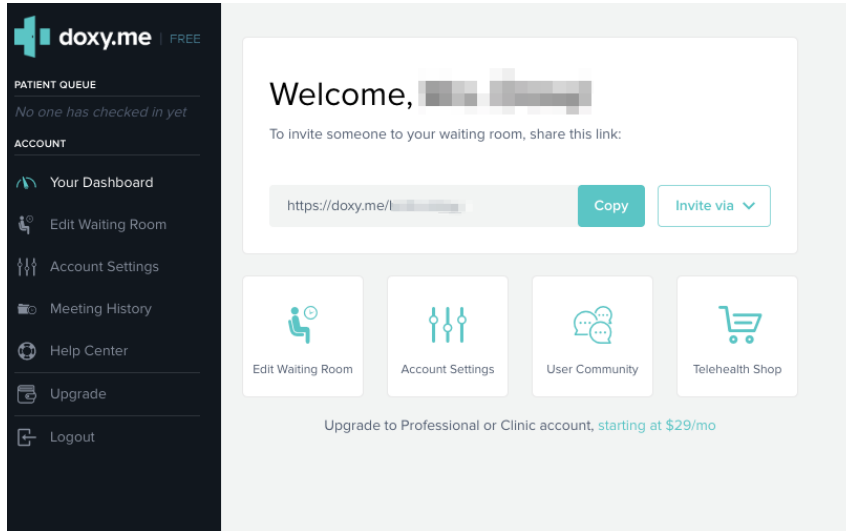 doxy.me | FREE
PATIENT QUEUE
No one has checked in yet
ACCOUNT
Your Dashboard
Edit Waiting Room
Account Settings
Meeting History
Help Center
Upgrade
Logout
Welcome,
To invite someone to your waiting room, share this link:
https://doxy.me/
Copy
Invite via
Edit Waiting Room
Account Settings
User Community
Telehealth Shop
Upgrade to Professional or Clinic account, starting at $29/mo